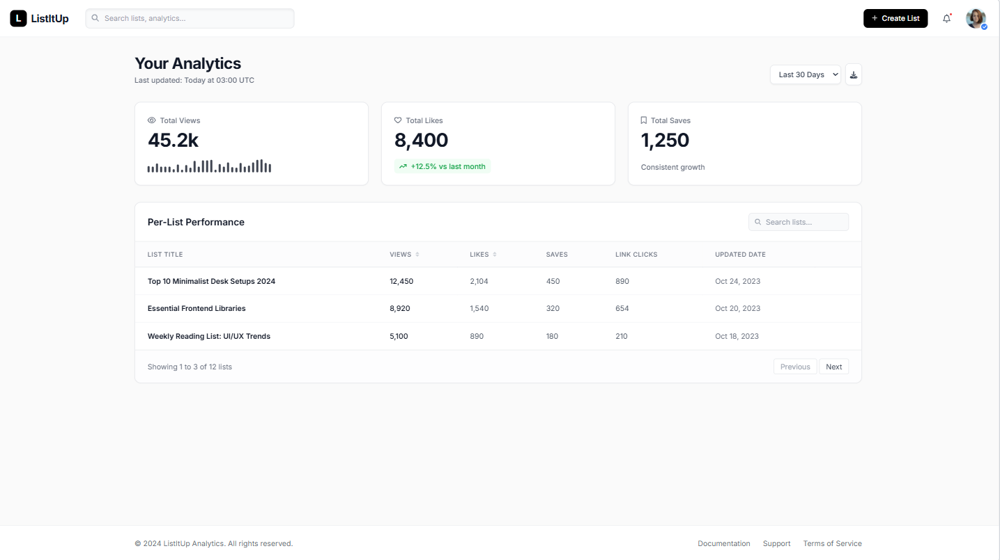 L ListItUp Search lists, analytics... + Create List
Your Analytics
Last updated: Today at 03:00 UTC
Last 30 Days
Total Views
45.2k
Total Likes
8,400
+12.5% vs last month
Total Saves
1,250
Consistent growth
Per-List Performance Search lists...
LIST TITLE VIEWS LIKES SAVES LINK CLICKS UPDATED DATE
Top 10 Minimalist Desk Setups 2024 12,450 2,104 450 890 Oct 24, 2023
Essential Frontend Libraries 8,920 1,540 320 654 Oct 20, 2023
Weekly Reading List: UI/UX Trends 5,100 890 180 210 Oct 18, 2023
Showing 1 to 3 of 12 lists Previous Next
© 2024 ListItUp Analytics. All rights reserved. Documentation Support Terms of Service